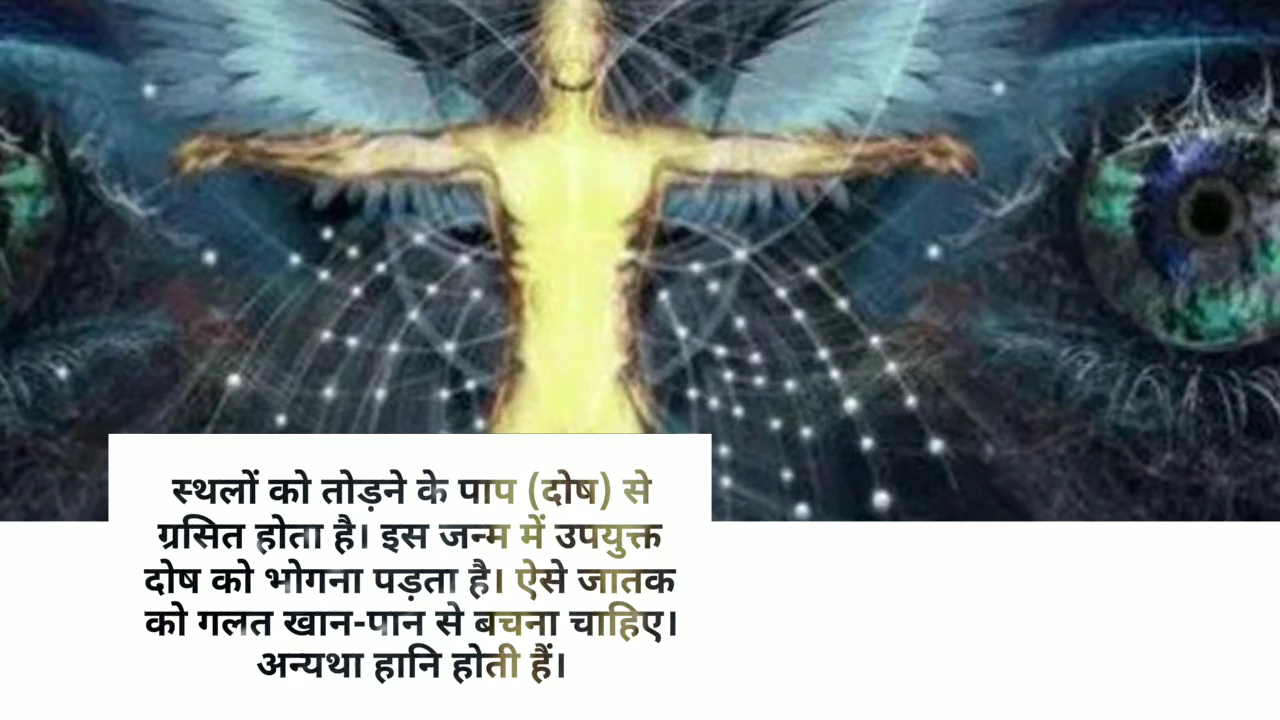 स्थलों को तोड़ने के पाप (दोष) से
ग्रसित होता है। इस जन्म में उपयुक्त
दोष को भोगना पड़ता है। ऐसे जातक
को गलत खान-पान से बचना चाहिए।
अन्यथा हानि होती हैं।